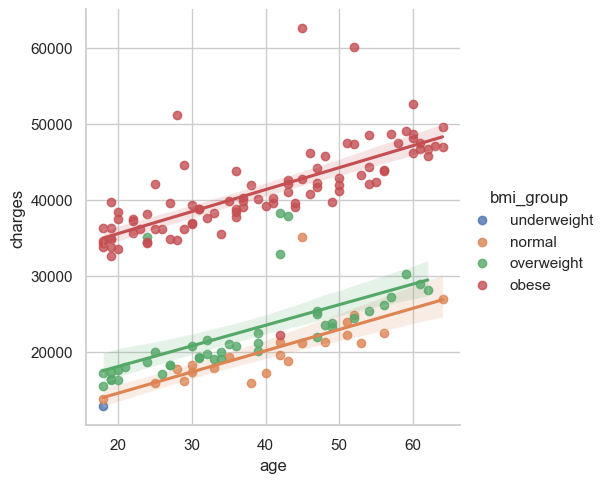 60000
50000
40000
30000
20000
charges
20
30
40
50
60
age
bmi_group
underweight
normal
overweight
obese